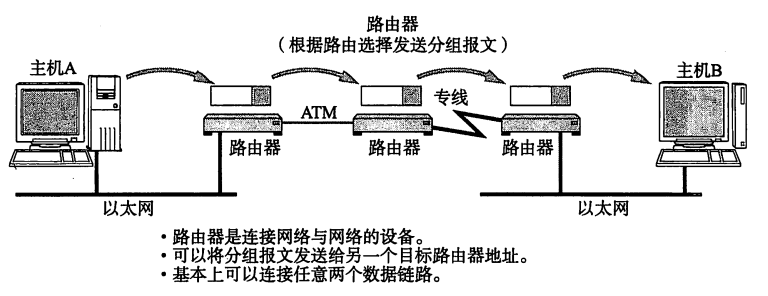 路由器
（根据路由选择发送分组报文）
主机A
主机B
ATM
专线
路由器
路由器
路由器
以太网
以太网
・路由器是连接网络与网络的设备。
・可以将分组报文发送给另一个目标路由器地址。
・基本上可以连接任意两个数据链路。